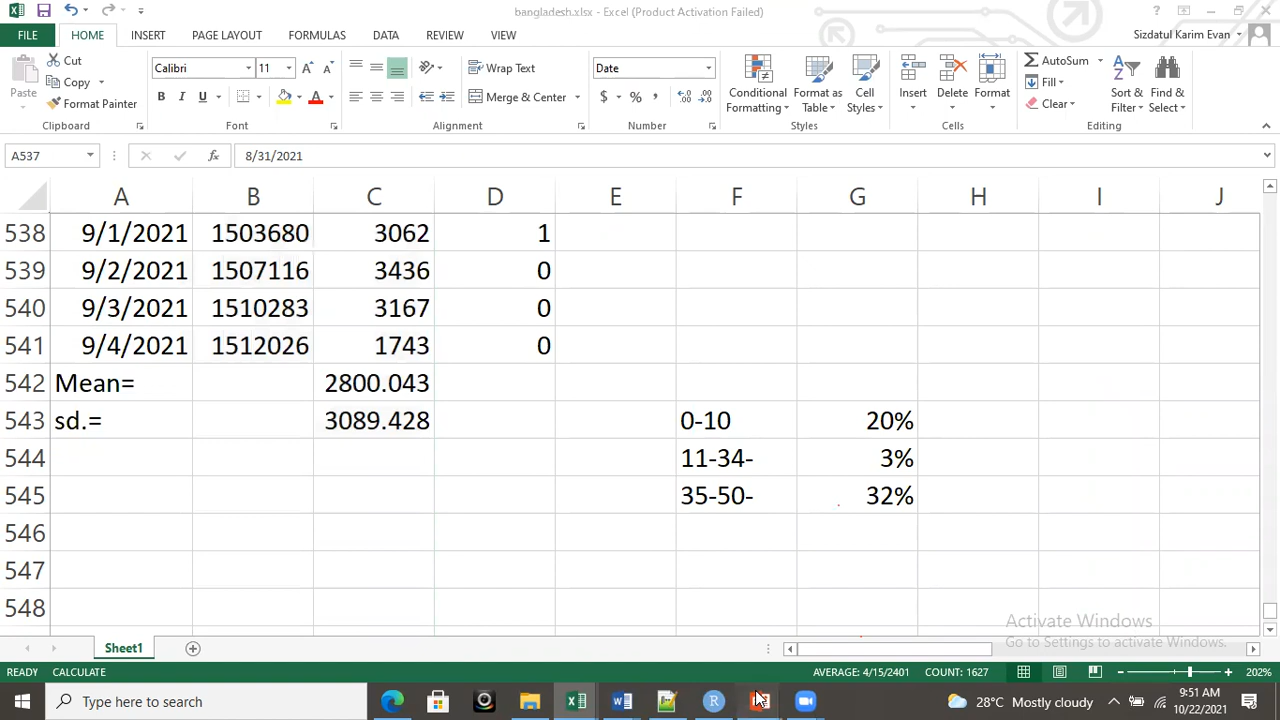 bangladesh.xlsx - Excel (Product Activation Failed)
FILE HOME INSERT PAGE LAYOUT FORMULAS DATA REVIEW VIEW Sizdatul Karim Evan
Paste
Cut
Copy
Format Painter
Clipboard
Calibri 11
B I U
Font
Wrap Text
Merge & Center
Alignment
Date
$ % ,
Number
Conditional Formatting
Format as Table
Cell Styles
Styles
Insert
Delete
Format
Cells
AutoSum
Fill
Clear
Sort & Filter
Find & Select
Editing
A537 fx 8/31/2021
A B C D E F G H I J
538 9/1/2021 1503680 3062 1
539 9/2/2021 1507116 3436 0
540 9/3/2021 1510283 3167 0
541 9/4/2021 1512026 1743 0
542 Mean= 2800.043
543 sd.= 3089.428 0-10 20%
544 11-34- 3%
545 35-50- 32%
546
547
548
Activate Windows
Go to Settings to activate Windows.
Sheet1
READY CALCULATE AVERAGE: 4/15/2401 COUNT: 1627 200%
Type here to search
28°C Mostly cloudy
9:51 AM
10/22/2021